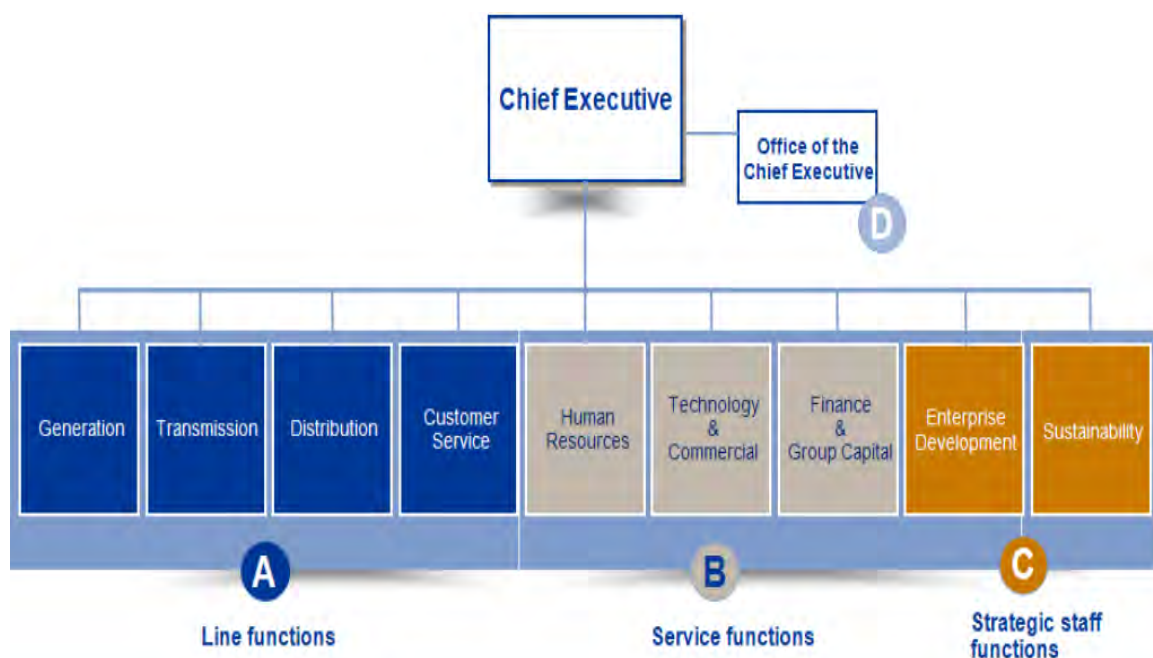 Chief Executive
Office of the
Chief Executive
D
Generation
Transmission
Distribution
Customer
Service
Human
Resources
Technology
&
Commercial
Finance
&
Group Capital
Enterprise
Development
Sustainability
A
B
C
Line functions
Service functions
Strategic staff
functions